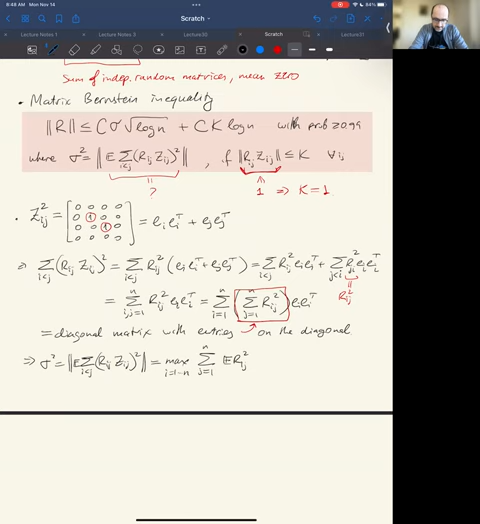 8:48 AM Mon Nov 14
84%
Scratch
Lecture Notes 1
Lecture Notes 3
Lecture30
Scratch
Lecture31
Sum of indep. random matrices, mean zero
• Matrix Bernstein inequality
‖R‖ ≤ Cσ√log n + CK log n with prob ≥ 0.99
where σ² = ‖E Σ_{i<j} (R_ij Z_ij)²‖ , if ‖R_ij Z_ij‖ ≤ K ∀ ij
? 1 ⇒ K = 1
• Z_ij² = [0 0 0 0; 0 1 0 0; 0 0 1 0; 0 0 0 0] = e_i e_i^T + e_j e_j^T
⇒ Σ_{i<j} (R_ij Z_ij)² = Σ_{i<j} R_ij² (e_i e_i^T + e_j e_j^T) = Σ_{i<j} R_ij² e_i e_i^T + Σ_{j<i} R_ji² e_i e_i^T
= Σ_{i,j=1}^n R_ij² e_i e_i^T = Σ_{i=1}^n (Σ_{j=1}^n R_ij²) e_i e_i^T
R_ij²
= diagonal matrix with entries on the diagonal.
⇒ σ² = ‖E Σ_{i<j} (R_ij Z_ij)²‖ = max_{i=1-n} Σ_{j=1}^n E R_ij²